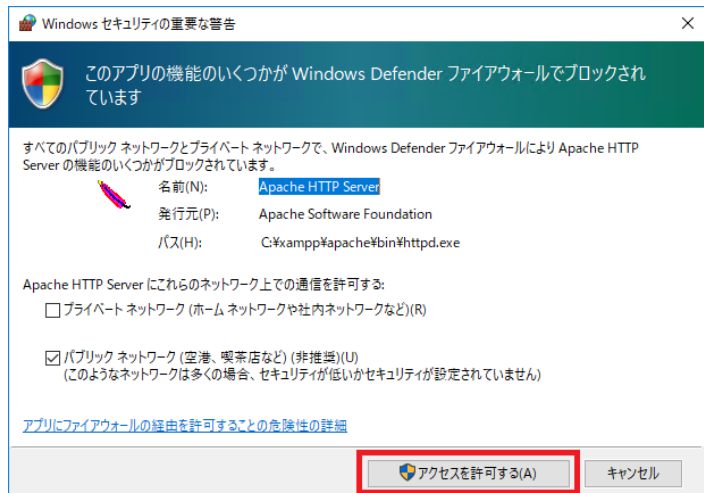 Windows セキュリティの重要な警告
このアプリの機能のいくつかが Windows Defender ファイアウォールでブロックされ
ています
すべてのパブリック ネットワークとプライベート ネットワークで、Windows Defender ファイアウォールにより Apache HTTP
Server の機能のいくつかがブロックされています。
名前(N): Apache HTTP Server
発行元(P): Apache Software Foundation
パス(H): C:¥xampp¥apache¥bin¥httpd.exe
Apache HTTP Server にこれらのネットワーク上での通信を許可する:
プライベート ネットワーク (ホーム ネットワークや社内ネットワークなど)(R)
パブリック ネットワーク (空港、喫茶店など) (非推奨)(U)
(このようなネットワークは多くの場合、セキュリティが低いかセキュリティが設定されていません)
アプリにファイアウォールの経由を許可することの危険性の詳細
アクセスを許可する(A) キャンセル